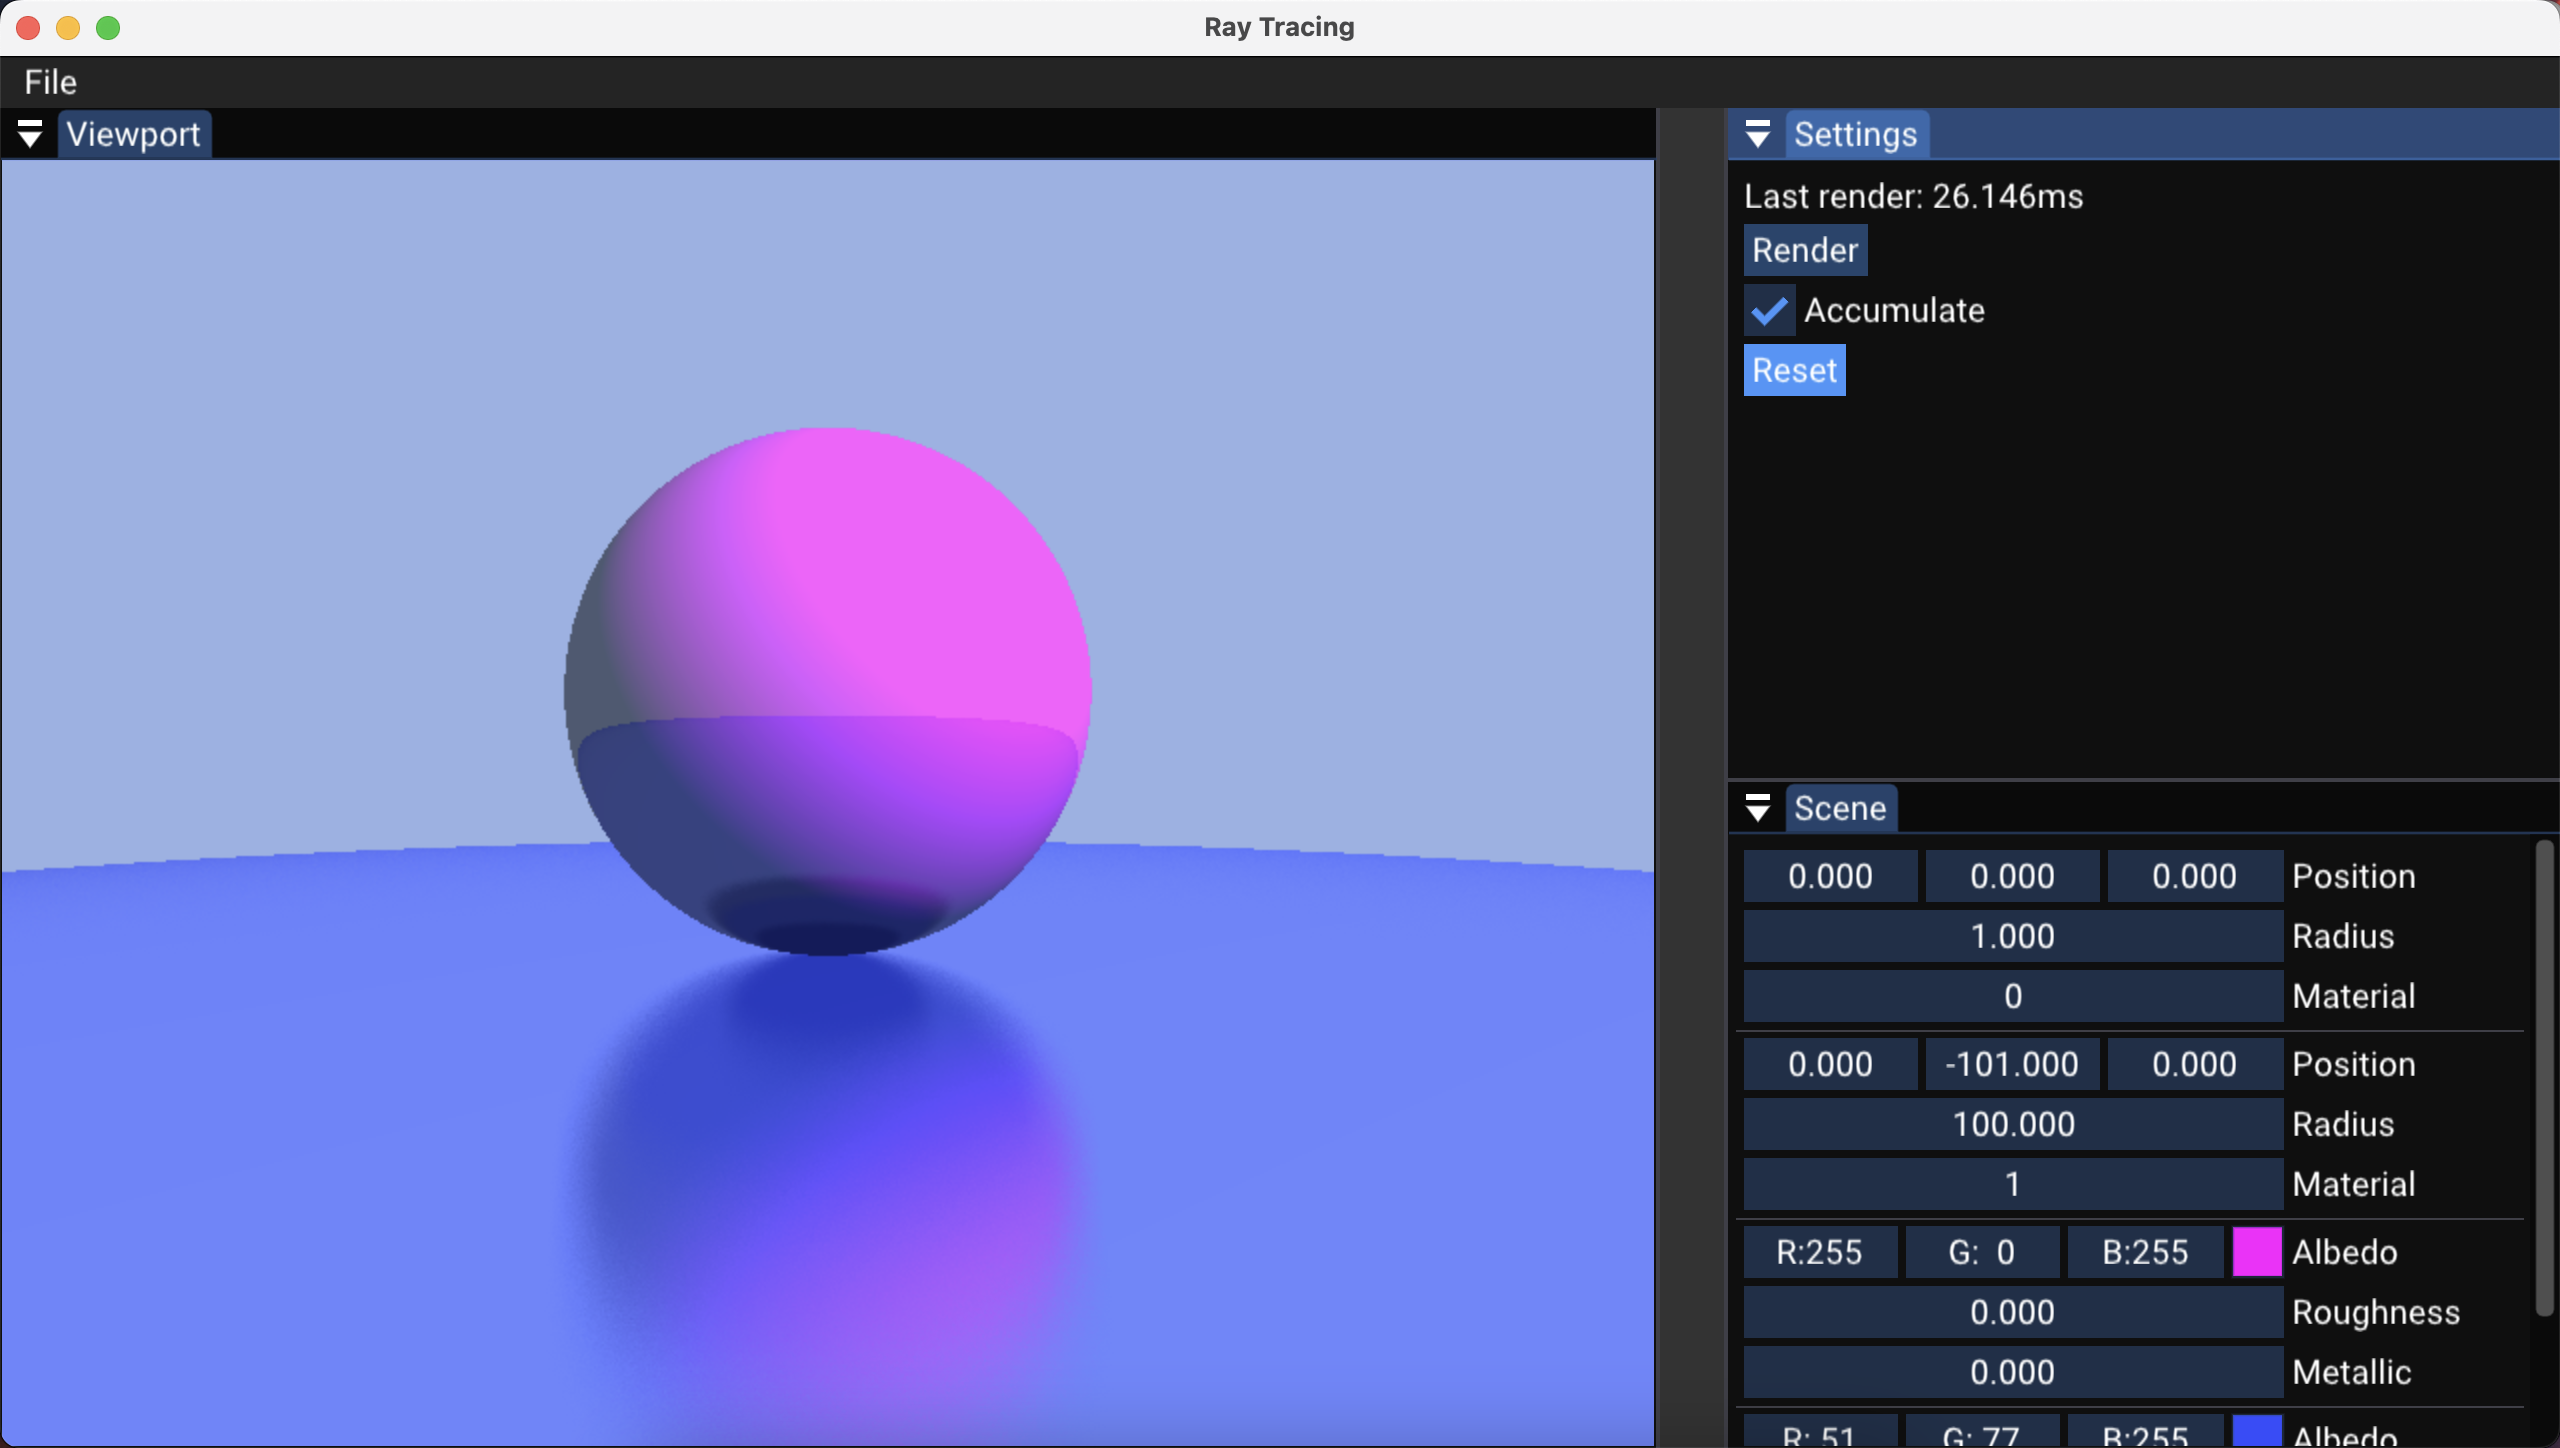 Ray Tracing
File
Viewport
Settings
Last render: 26.146ms
Render
Accumulate
Reset
Scene
0.000 0.000 0.000 Position
1.000 Radius
0 Material
0.000 -101.000 0.000 Position
100.000 Radius
1 Material
R:255 G: 0 B:255 Albedo
0.000 Roughness
0.000 Metallic
R: 51 G: 77 B:255 Albedo